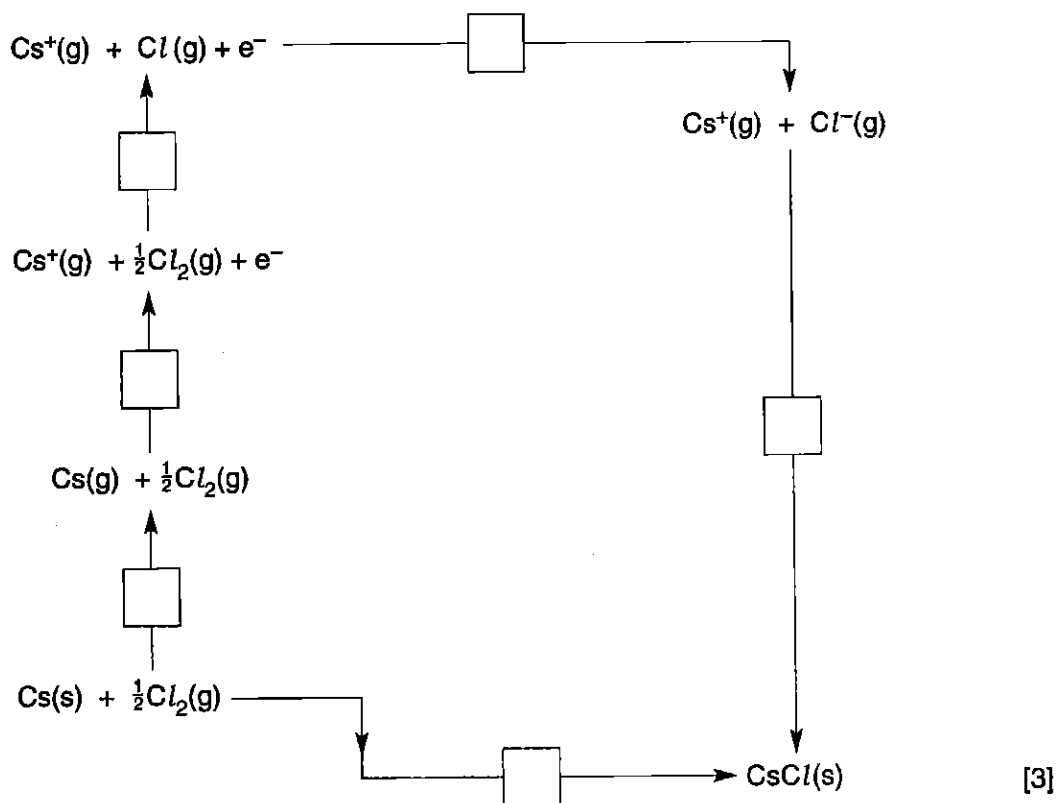 Cs⁺(g) + Cl(g) + e⁻
Cs⁺(g) + Cl⁻(g)
Cs⁺(g) + ½Cl₂(g) + e⁻
Cs(g) + ½Cl₂(g)
Cs(s) + ½Cl₂(g)
CsCl(s)
[3]